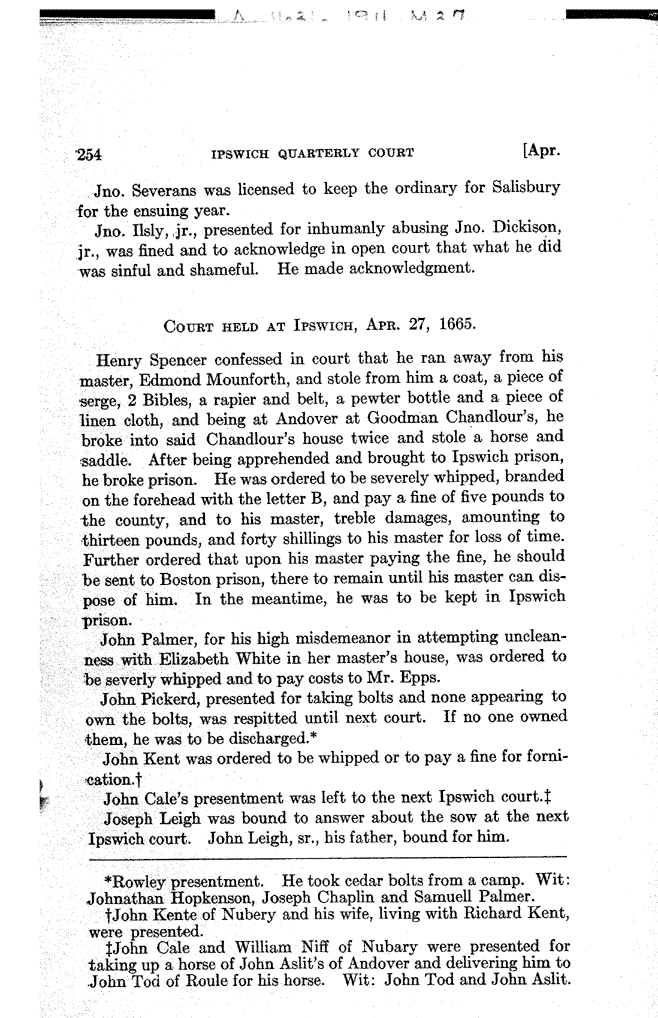 254 IPSWICH QUARTERLY COURT [Apr.
Jno. Severans was licensed to keep the ordinary for Salisbury
for the ensuing year.
Jno. Ilsly, jr., presented for inhumanly abusing Jno. Dickison,
jr., was fined and to acknowledge in open court that what he did
was sinful and shameful. He made acknowledgment.
COURT HELD AT IPSWICH, APR. 27, 1665.
Henry Spencer confessed in court that he ran away from his
master, Edmond Mounforth, and stole from him a coat, a piece of
serge, 2 Bibles, a rapier and belt, a pewter bottle and a piece of
linen cloth, and being at Andover at Goodman Chandlour's, he
broke into said Chandlour's house twice and stole a horse and
saddle. After being apprehended and brought to Ipswich prison,
he broke prison. He was ordered to be severely whipped, branded
on the forehead with the letter B, and pay a fine of five pounds to
the county, and to his master, treble damages, amounting to
thirteen pounds, and forty shillings to his master for loss of time.
Further ordered that upon his master paying the fine, he should
be sent to Boston prison, there to remain until his master can dis-
pose of him. In the meantime, he was to be kept in Ipswich
prison.
John Palmer, for his high misdemeanor in attempting unclean-
ness with Elizabeth White in her master's house, was ordered to
be severly whipped and to pay costs to Mr. Epps.
John Pickerd, presented for taking bolts and none appearing to
own the bolts, was respitted until next court. If no one owned
them, he was to be discharged.*
John Kent was ordered to be whipped or to pay a fine for forni-
cation.†
John Cale's presentment was left to the next Ipswich court.‡
Joseph Leigh was bound to answer about the sow at the next
Ipswich court. John Leigh, sr., his father, bound for him.
*Rowley presentment. He took cedar bolts from a camp. Wit:
Johnathan Hopkenson, Joseph Chaplin and Samuell Palmer.
†John Kente of Nubery and his wife, living with Richard Kent,
were presented.
‡John Cale and William Niff of Nubary were presented for
taking up a horse of John Aslit's of Andover and delivering him to
John Tod of Roule for his horse. Wit: John Tod and John Aslit.